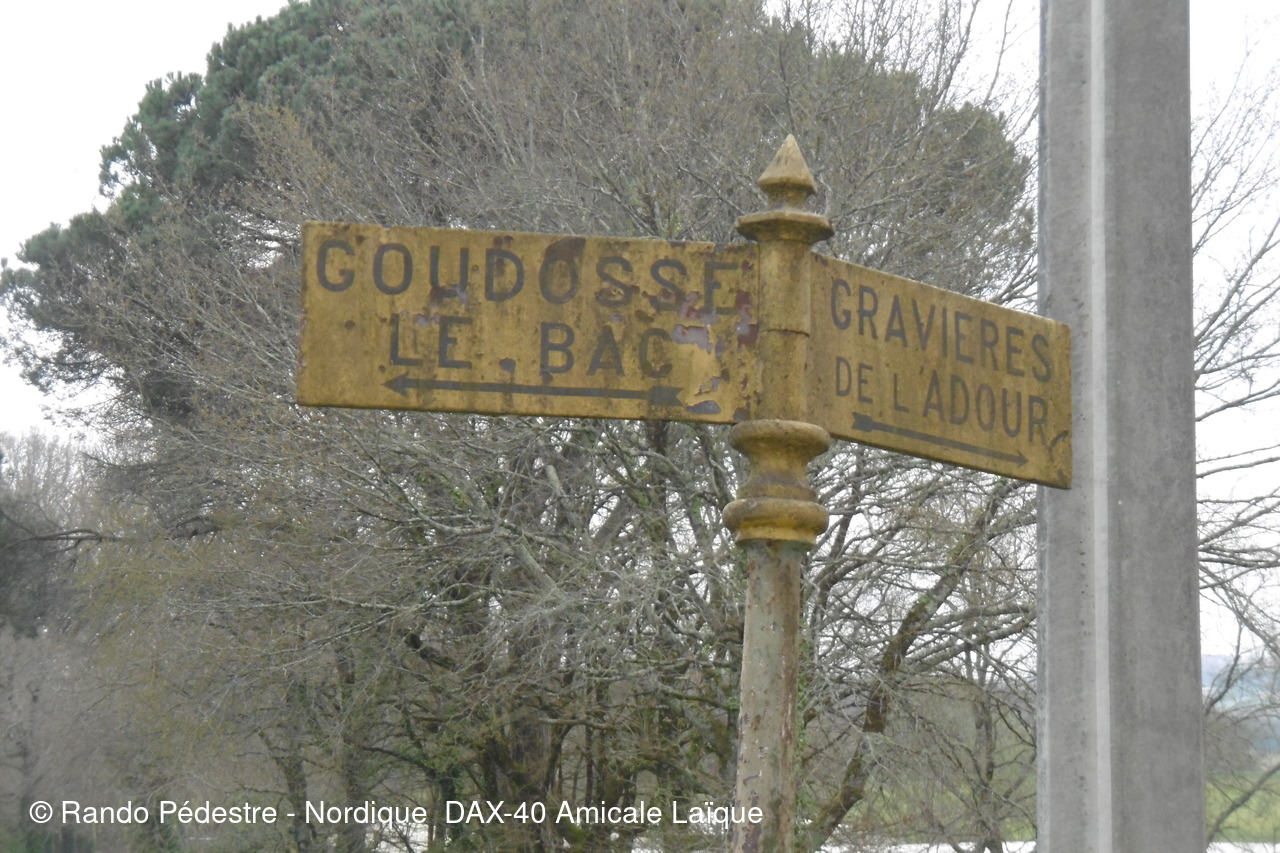 GOUDOSSE
LE BAC
GRAVIERES
DE L'ADOUR
© Rando Pédestre - Nordique DAX-40 Amicale Laïque